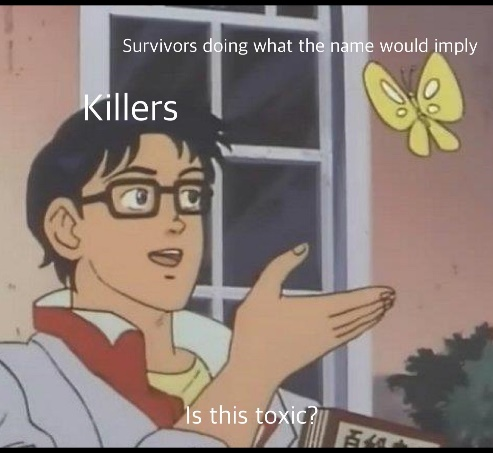 Survivors doing what the name would imply
Killers
Is this toxic?